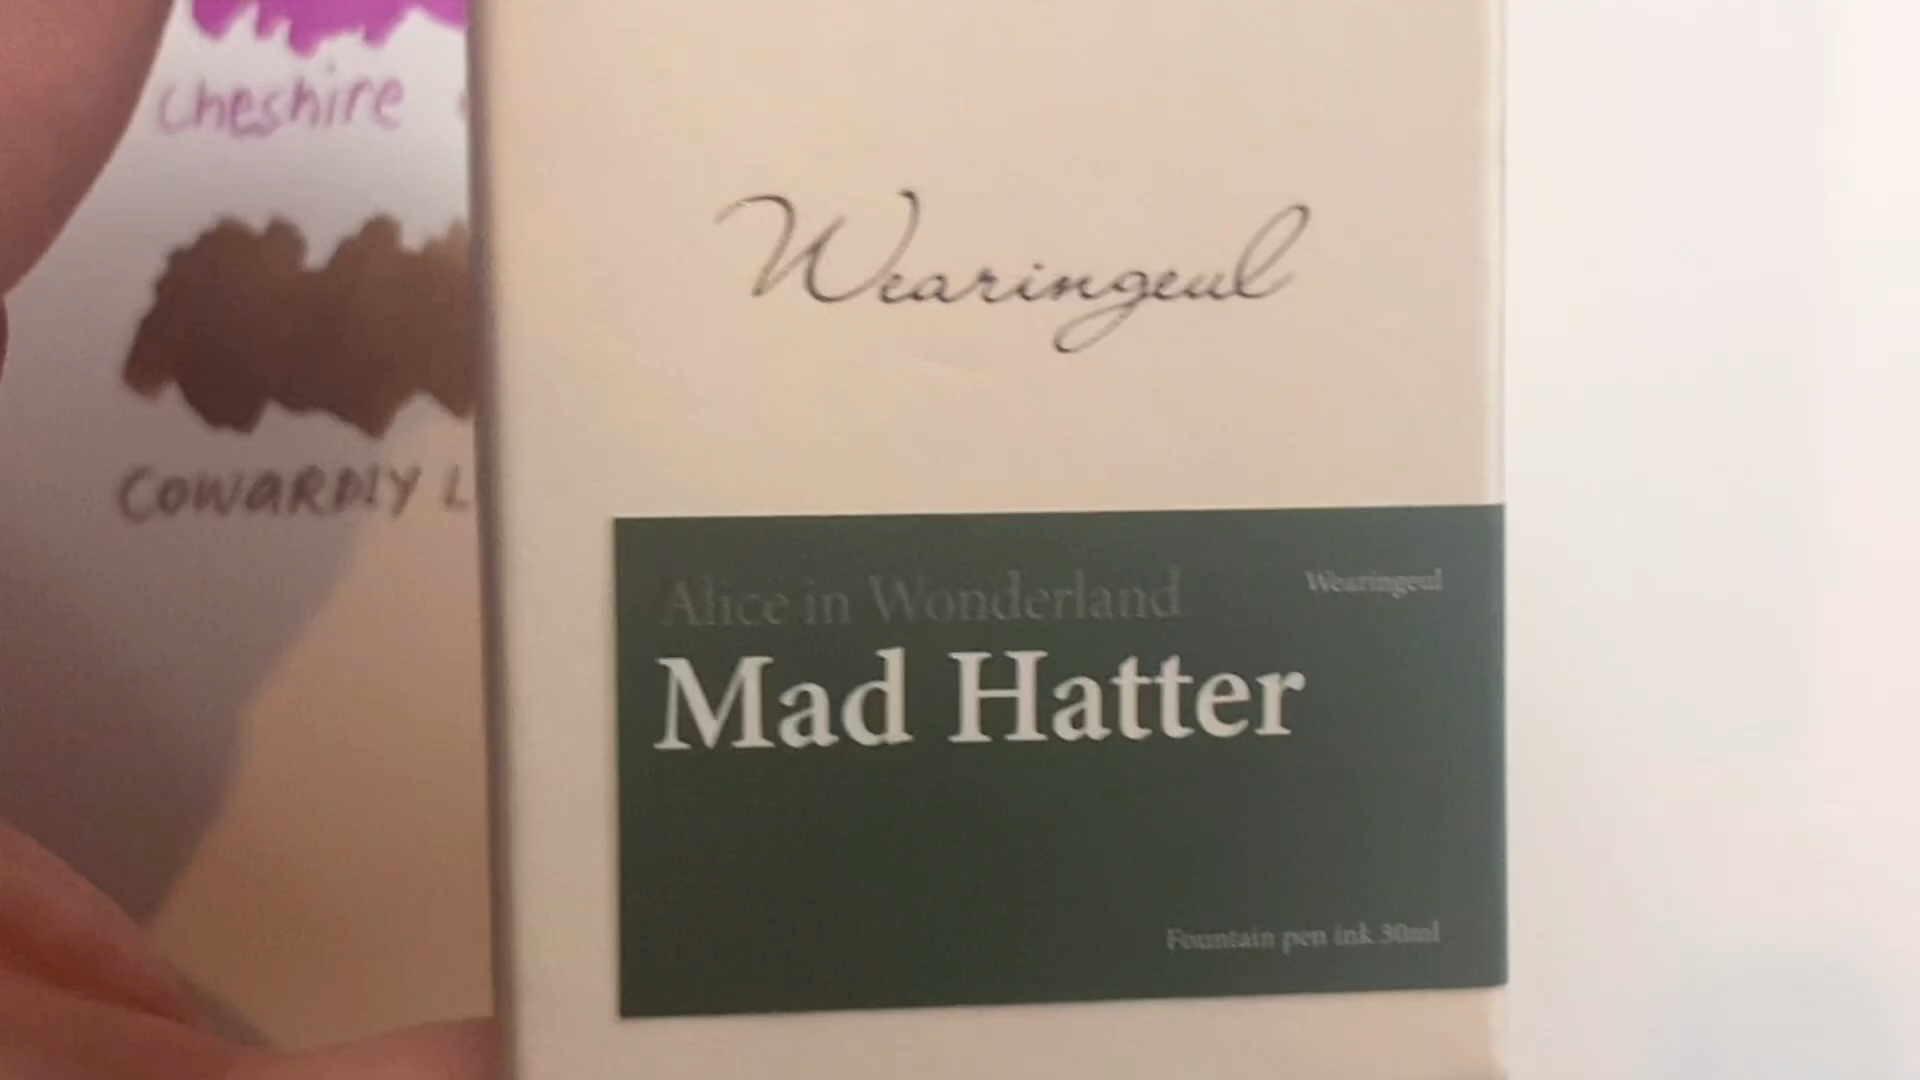 Cheshire
COWARDLY L
Wearingeul
Alice in Wonderland
Wearingeul
Mad Hatter
Fountain pen ink 30ml